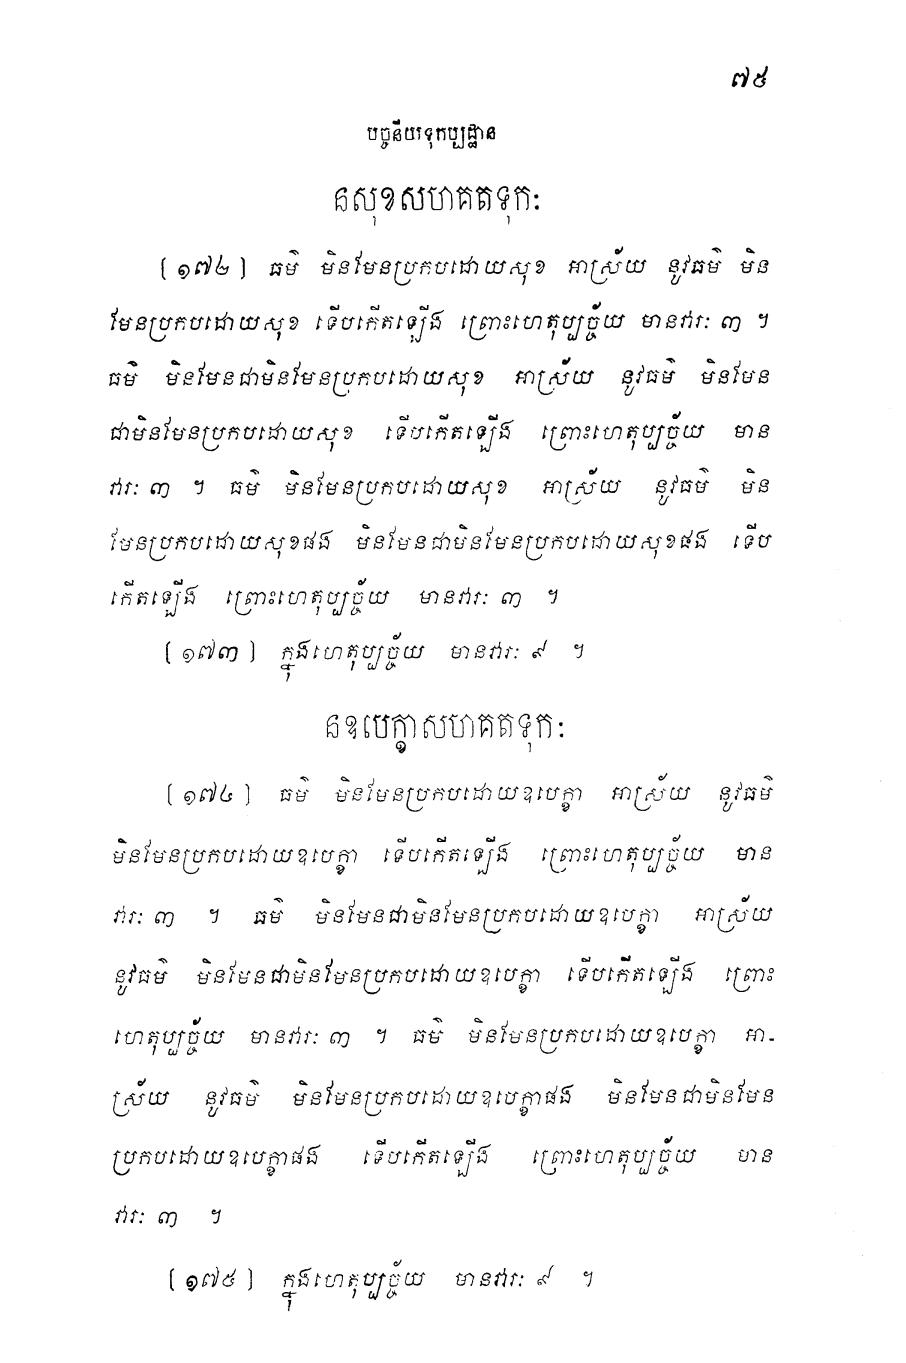 ៧៥
បច្ចនីយទុកប្បដ្ឋាន
នសុខសហគតទុកៈ
[១៧២] ធម៌ មិនមែនប្រកបដោយសុខ អាស្រ័យ នូវធម៌ មិន
មែនប្រកបដោយសុខ ទើបកើតឡើង ព្រោះហេតុប្បច្ច័យ មានវារៈ ៣ ។
ធម៌ មិនមែនជាមិនមែនប្រកបដោយសុខ អាស្រ័យ នូវធម៌ មិនមែន
ជាមិនមែនប្រកបដោយសុខ ទើបកើតឡើង ព្រោះហេតុប្បច្ច័យ មាន
វារៈ ៣ ។ ធម៌ មិនមែនប្រកបដោយសុខ អាស្រ័យ នូវធម៌ មិន
មែនប្រកបដោយសុខផង មិនមែនជាមិនមែនប្រកបដោយសុខផង ទើប
កើតឡើង ព្រោះហេតុប្បច្ច័យ មានវារៈ ៣ ។
[១៧៣] ក្នុងហេតុប្បច្ច័យ មានវារៈ ៩ ។
នឧបេក្ខាសហគតទុកៈ
[១៧៤] ធម៌ មិនមែនប្រកបដោយឧបេក្ខា អាស្រ័យ នូវធម៌
មិនមែនប្រកបដោយឧបេក្ខា ទើបកើតឡើង ព្រោះហេតុប្បច្ច័យ មាន
វារៈ ៣ ។ ធម៌ មិនមែនជាមិនមែនប្រកបដោយឧបេក្ខា អាស្រ័យ
នូវធម៌ មិនមែនជាមិនមែនប្រកបដោយឧបេក្ខា ទើបកើតឡើង ព្រោះ
ហេតុប្បច្ច័យ មានវារៈ ៣ ។ ធម៌ មិនមែនប្រកបដោយឧបេក្ខា អា-
ស្រ័យ នូវធម៌ មិនមែនប្រកបដោយឧបេក្ខាផង មិនមែនជាមិនមែន
ប្រកបដោយឧបេក្ខាផង ទើបកើតឡើង ព្រោះហេតុប្បច្ច័យ មាន
វារៈ ៣ ។
[១៧៥] ក្នុងហេតុប្បច្ច័យ មានវារៈ ៩ ។